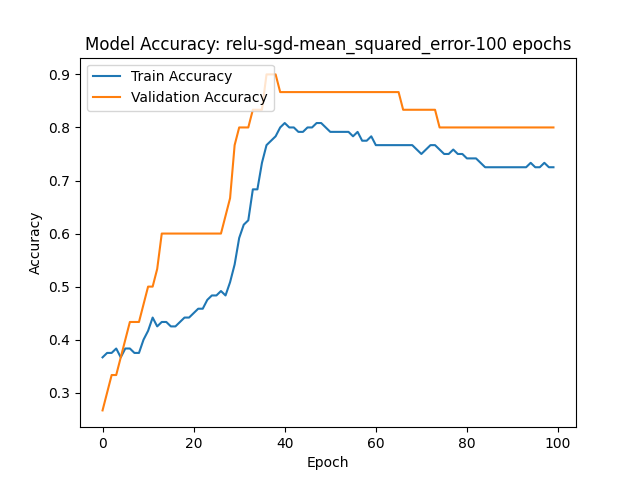 Model Accuracy: relu-sgd-mean_squared_error-100 epochs
Train Accuracy
Validation Accuracy
0.9
0.8
0.7
0.6
0.5
0.4
0.3
Accuracy
0 20 40 60 80 100
Epoch